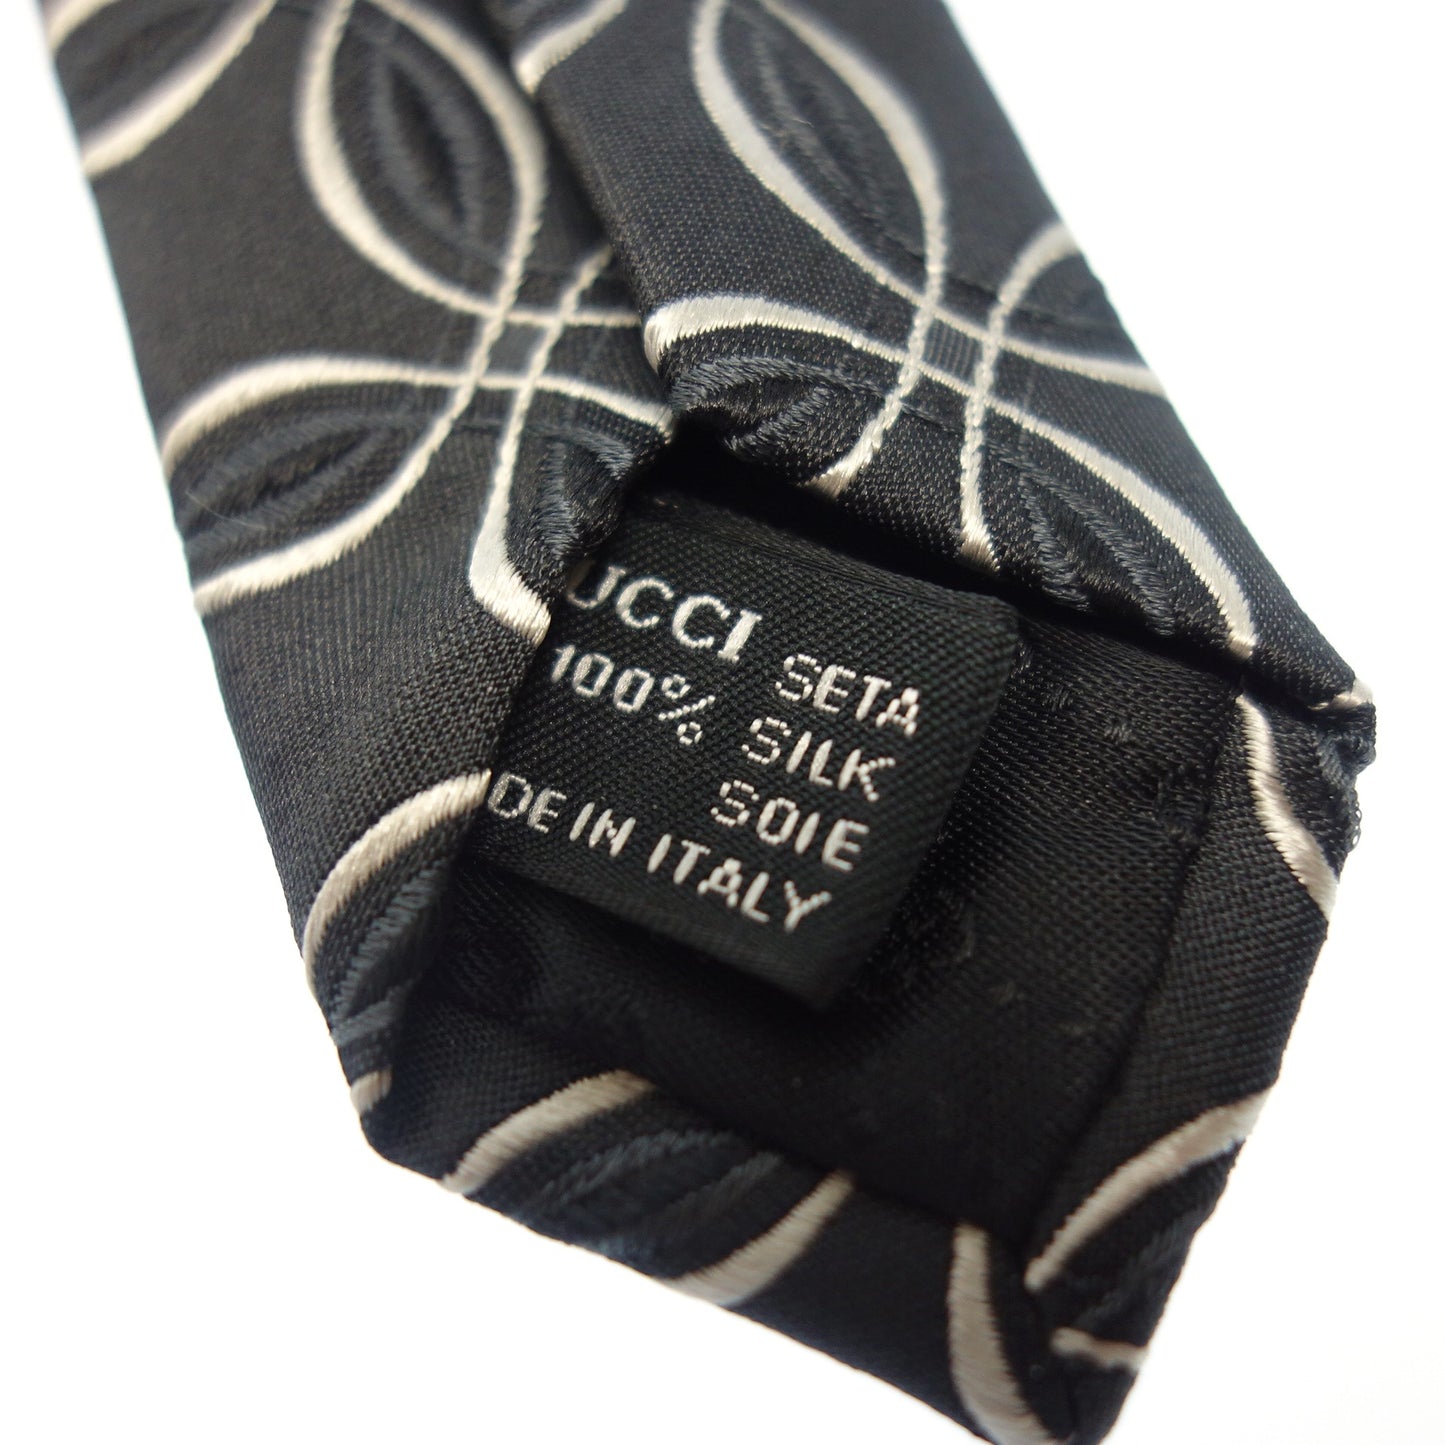 UCCI
100% SETA
SILK
SOIE
DE IN ITALY